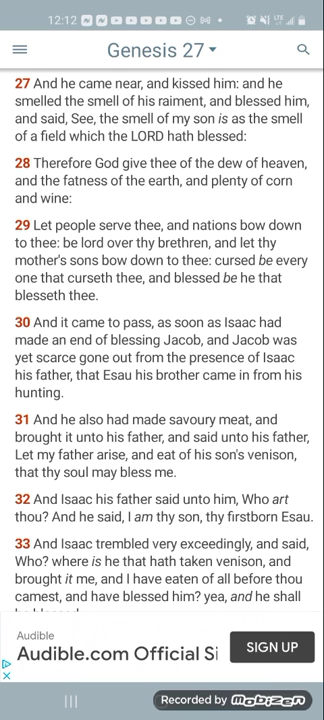 12:12
Genesis 27
27 And he came near, and kissed him: and he
smelled the smell of his raiment, and blessed him,
and said, See, the smell of my son is as the smell
of a field which the LORD hath blessed:
28 Therefore God give thee of the dew of heaven,
and the fatness of the earth, and plenty of corn
and wine:
29 Let people serve thee, and nations bow down
to thee: be lord over thy brethren, and let thy
mother's sons bow down to thee: cursed be every
one that curseth thee, and blessed be he that
blesseth thee.
30 And it came to pass, as soon as Isaac had
made an end of blessing Jacob, and Jacob was
yet scarce gone out from the presence of Isaac
his father, that Esau his brother came in from his
hunting.
31 And he also had made savoury meat, and
brought it unto his father, and said unto his father,
Let my father arise, and eat of his son's venison,
that thy soul may bless me.
32 And Isaac his father said unto him, Who art
thou? And he said, I am thy son, thy firstborn Esau.
33 And Isaac trembled very exceedingly, and said,
Who? where is he that hath taken venison, and
brought it me, and I have eaten of all before thou
camest, and have blessed him? yea, and he shall
Audible
Audible.com Official Si
SIGN UP
Recorded by Mobizen